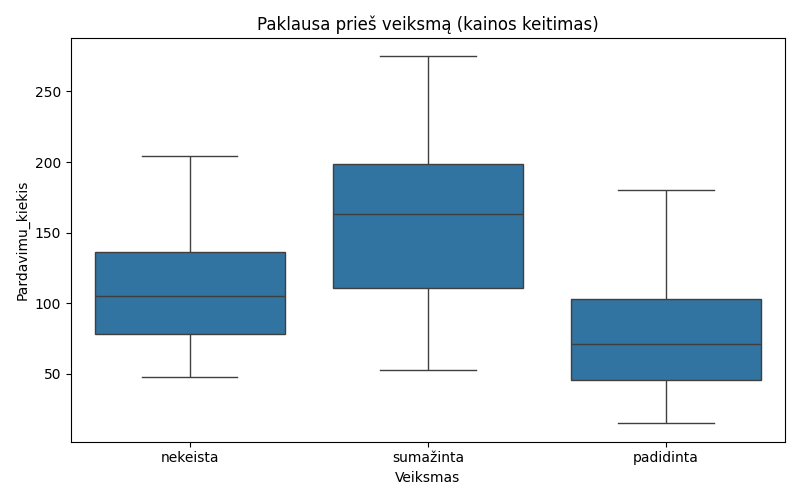 Paklausa prieš veiksmą (kainos keitimas)
Pardavimu_kiekis
250
200
150
100
50
nekeista
sumažinta
padidinta
Veiksmas